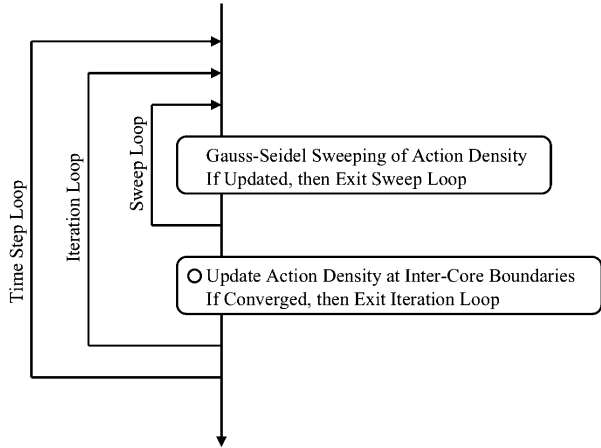 Time Step Loop
Iteration Loop
Sweep Loop
Gauss-Seidel Sweeping of Action Density
If Updated, then Exit Sweep Loop
Update Action Density at Inter-Core Boundaries
If Converged, then Exit Iteration Loop